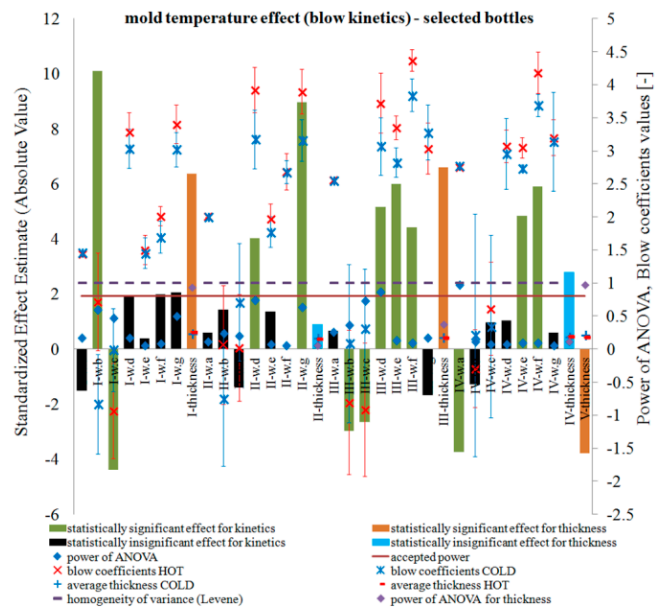 mold temperature effect (blow kinetics) - selected bottles
Standardized Effect Estimate (Absolute Value)
12
10
8
6
4
2
0
-2
-4
-6
I-w.b
I-w.c
I-w.d
I-w.e
I-w.f
I-w.g
I-thickness
II-w.a
II-w.b
II-w.d
II-w.e
II-w.f
II-w.g
II-thickness
III-w.a
III-w.b
III-w.c
III-w.d
III-w.e
III-w.f
III-thickness
IV-w.a
IV-w.c
IV-w.d
IV-w.e
IV-w.f
IV-w.g
IV-thickness
V-thickness
5
4.5
4
3.5
3
2.5
2
1.5
1
0.5
0
-0.5
-1
-1.5
-2
-2.5
Power of ANOVA, Blow coefficients values [-]
statistically significant effect for kinetics
statistically significant effect for thickness
statistically insignificant effect for kinetics
statistically insignificant effect for thickness
power of ANOVA
accepted power
blow coefficients HOT
blow coefficients COLD
average thickness COLD
average thickness HOT
homogeneity of variance (Levene)
power of ANOVA for thickness